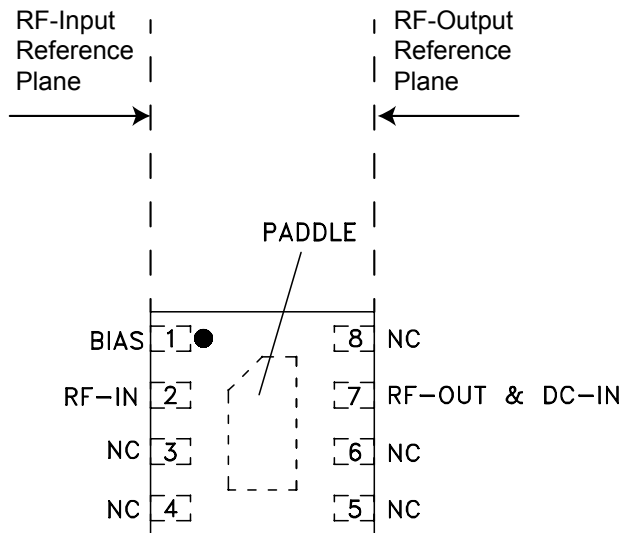 RF-Input
Reference
Plane
RF-Output
Reference
Plane
PADDLE
BIAS 1 8 NC
RF-IN 2 7 RF-OUT & DC-IN
NC 3 6 NC
NC 4 5 NC